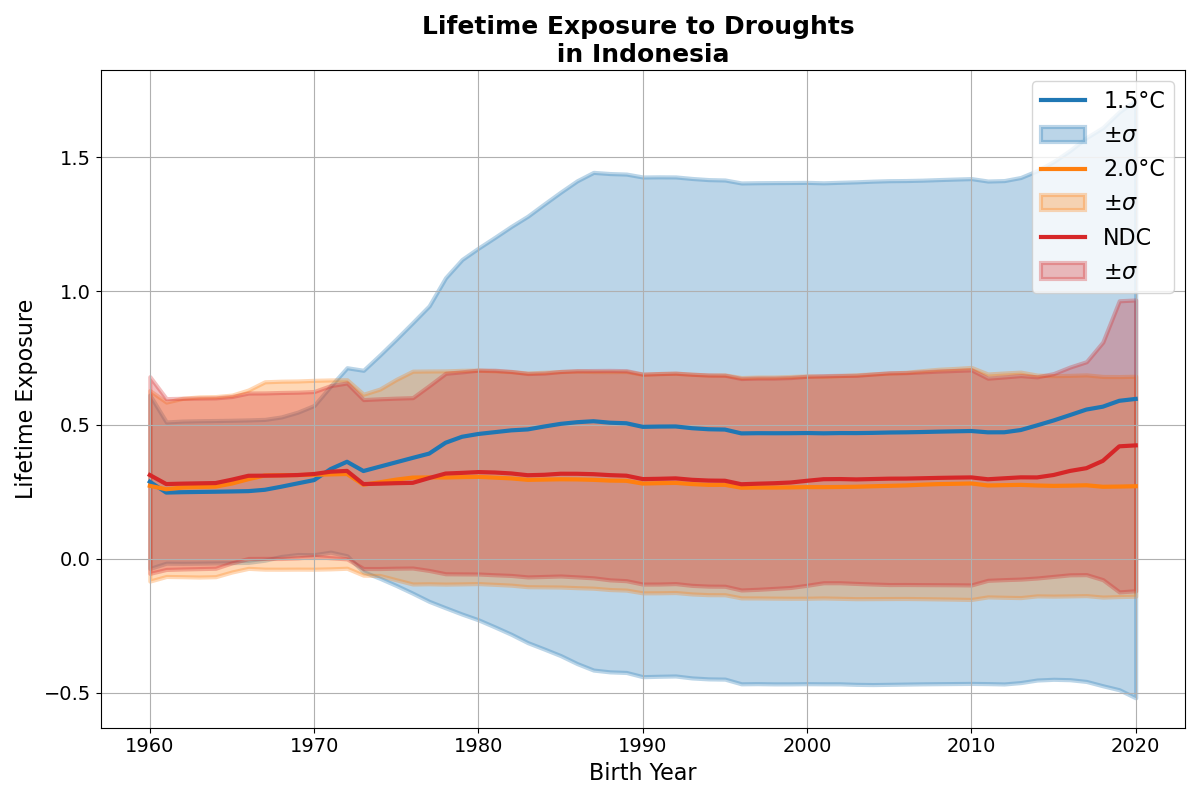 Lifetime Exposure to Droughts
in Indonesia
1.5°C
±σ
2.0°C
±σ
NDC
±σ
Lifetime Exposure
1.5
1.0
0.5
0.0
−0.5
1960 1970 1980 1990 2000 2010 2020
Birth Year